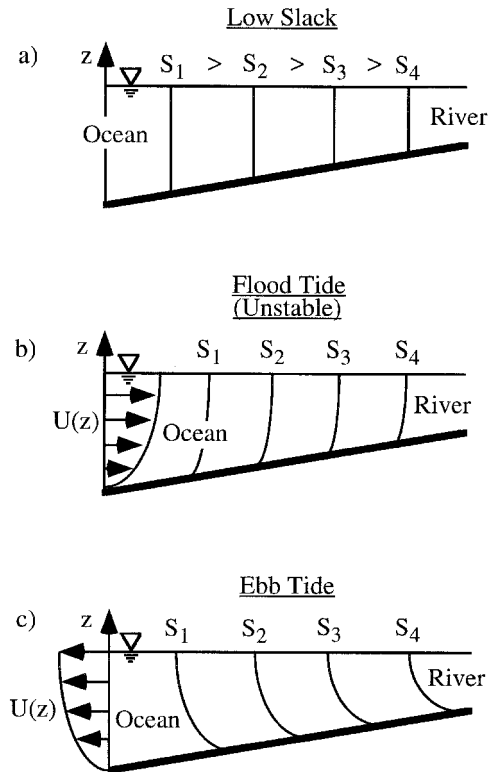 Low Slack
a) z S1 > S2 > S3 > S4
Ocean River
Flood Tide
(Unstable)
b) z S1 S2 S3 S4
U(z) Ocean River
Ebb Tide
c) z S1 S2 S3 S4
U(z) Ocean River